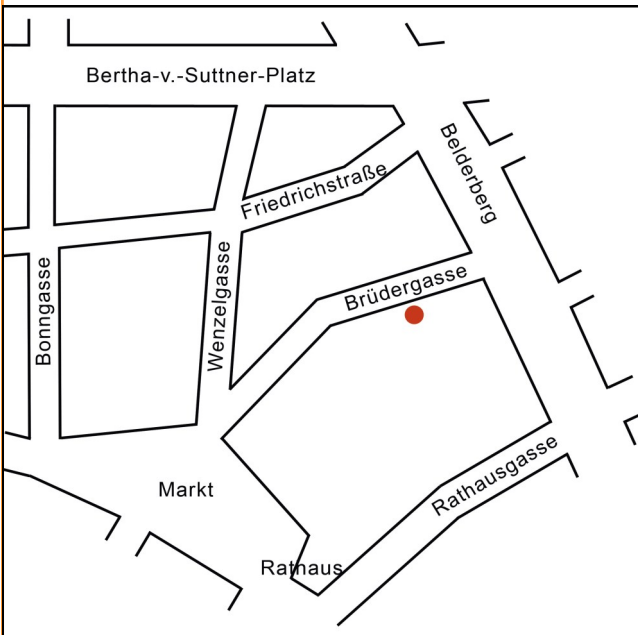 Bertha-v.-Suttner-Platz
Belderberg
Friedrichstraße
Brüdergasse
Wenzelgasse
Bonngasse
Rathausgasse
Markt
Rathaus